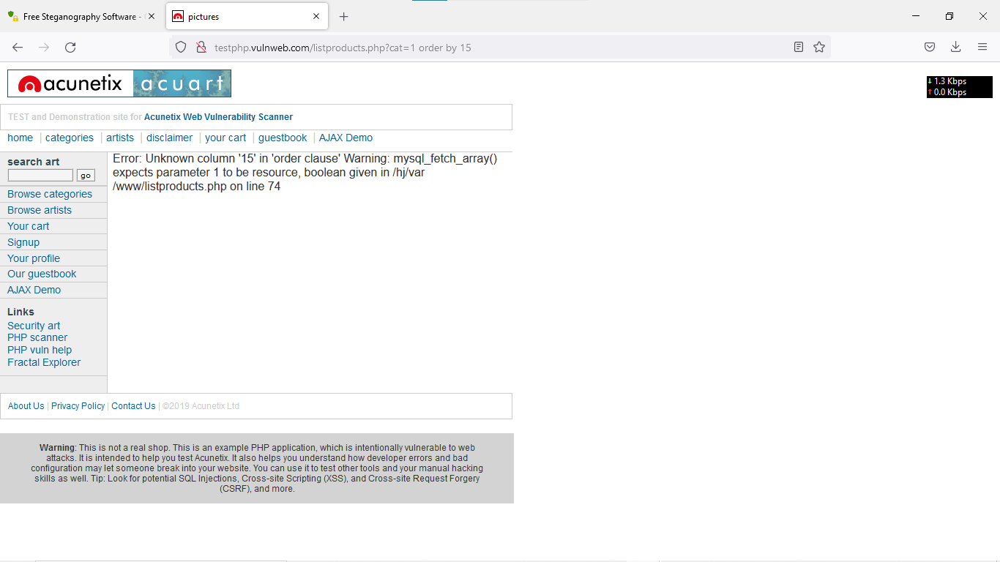 Free Steganography Software -
pictures
testphp.vulnweb.com/listproducts.php?cat=1 order by 15
acunetix acuart
1.3 Kbps
0.0 Kbps
TEST and Demonstration site for Acunetix Web Vulnerability Scanner
home | categories | artists | disclaimer | your cart | guestbook | AJAX Demo
search art
go
Browse categories
Browse artists
Your cart
Signup
Your profile
Our guestbook
AJAX Demo
Links
Security art
PHP scanner
PHP vuln help
Fractal Explorer
Error: Unknown column '15' in 'order clause' Warning: mysql_fetch_array()
expects parameter 1 to be resource, boolean given in /hj/var
/www/listproducts.php on line 74
About Us | Privacy Policy | Contact Us | ©2019 Acunetix Ltd
Warning: This is not a real shop. This is an example PHP application, which is intentionally vulnerable to web
attacks. It is intended to help you test Acunetix. It also helps you understand how developer errors and bad
configuration may let someone break into your website. You can use it to test other tools and your manual hacking
skills as well. Tip: Look for potential SQL Injections, Cross-site Scripting (XSS), and Cross-site Request Forgery
(CSRF), and more.